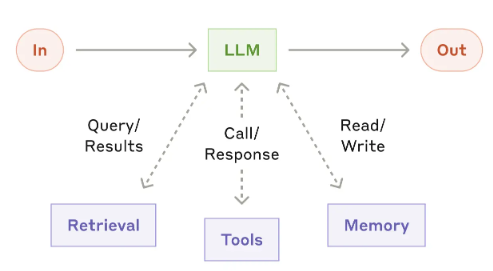 In
LLM
Out
Query/
Results
Call/
Response
Read/
Write
Retrieval
Tools
Memory